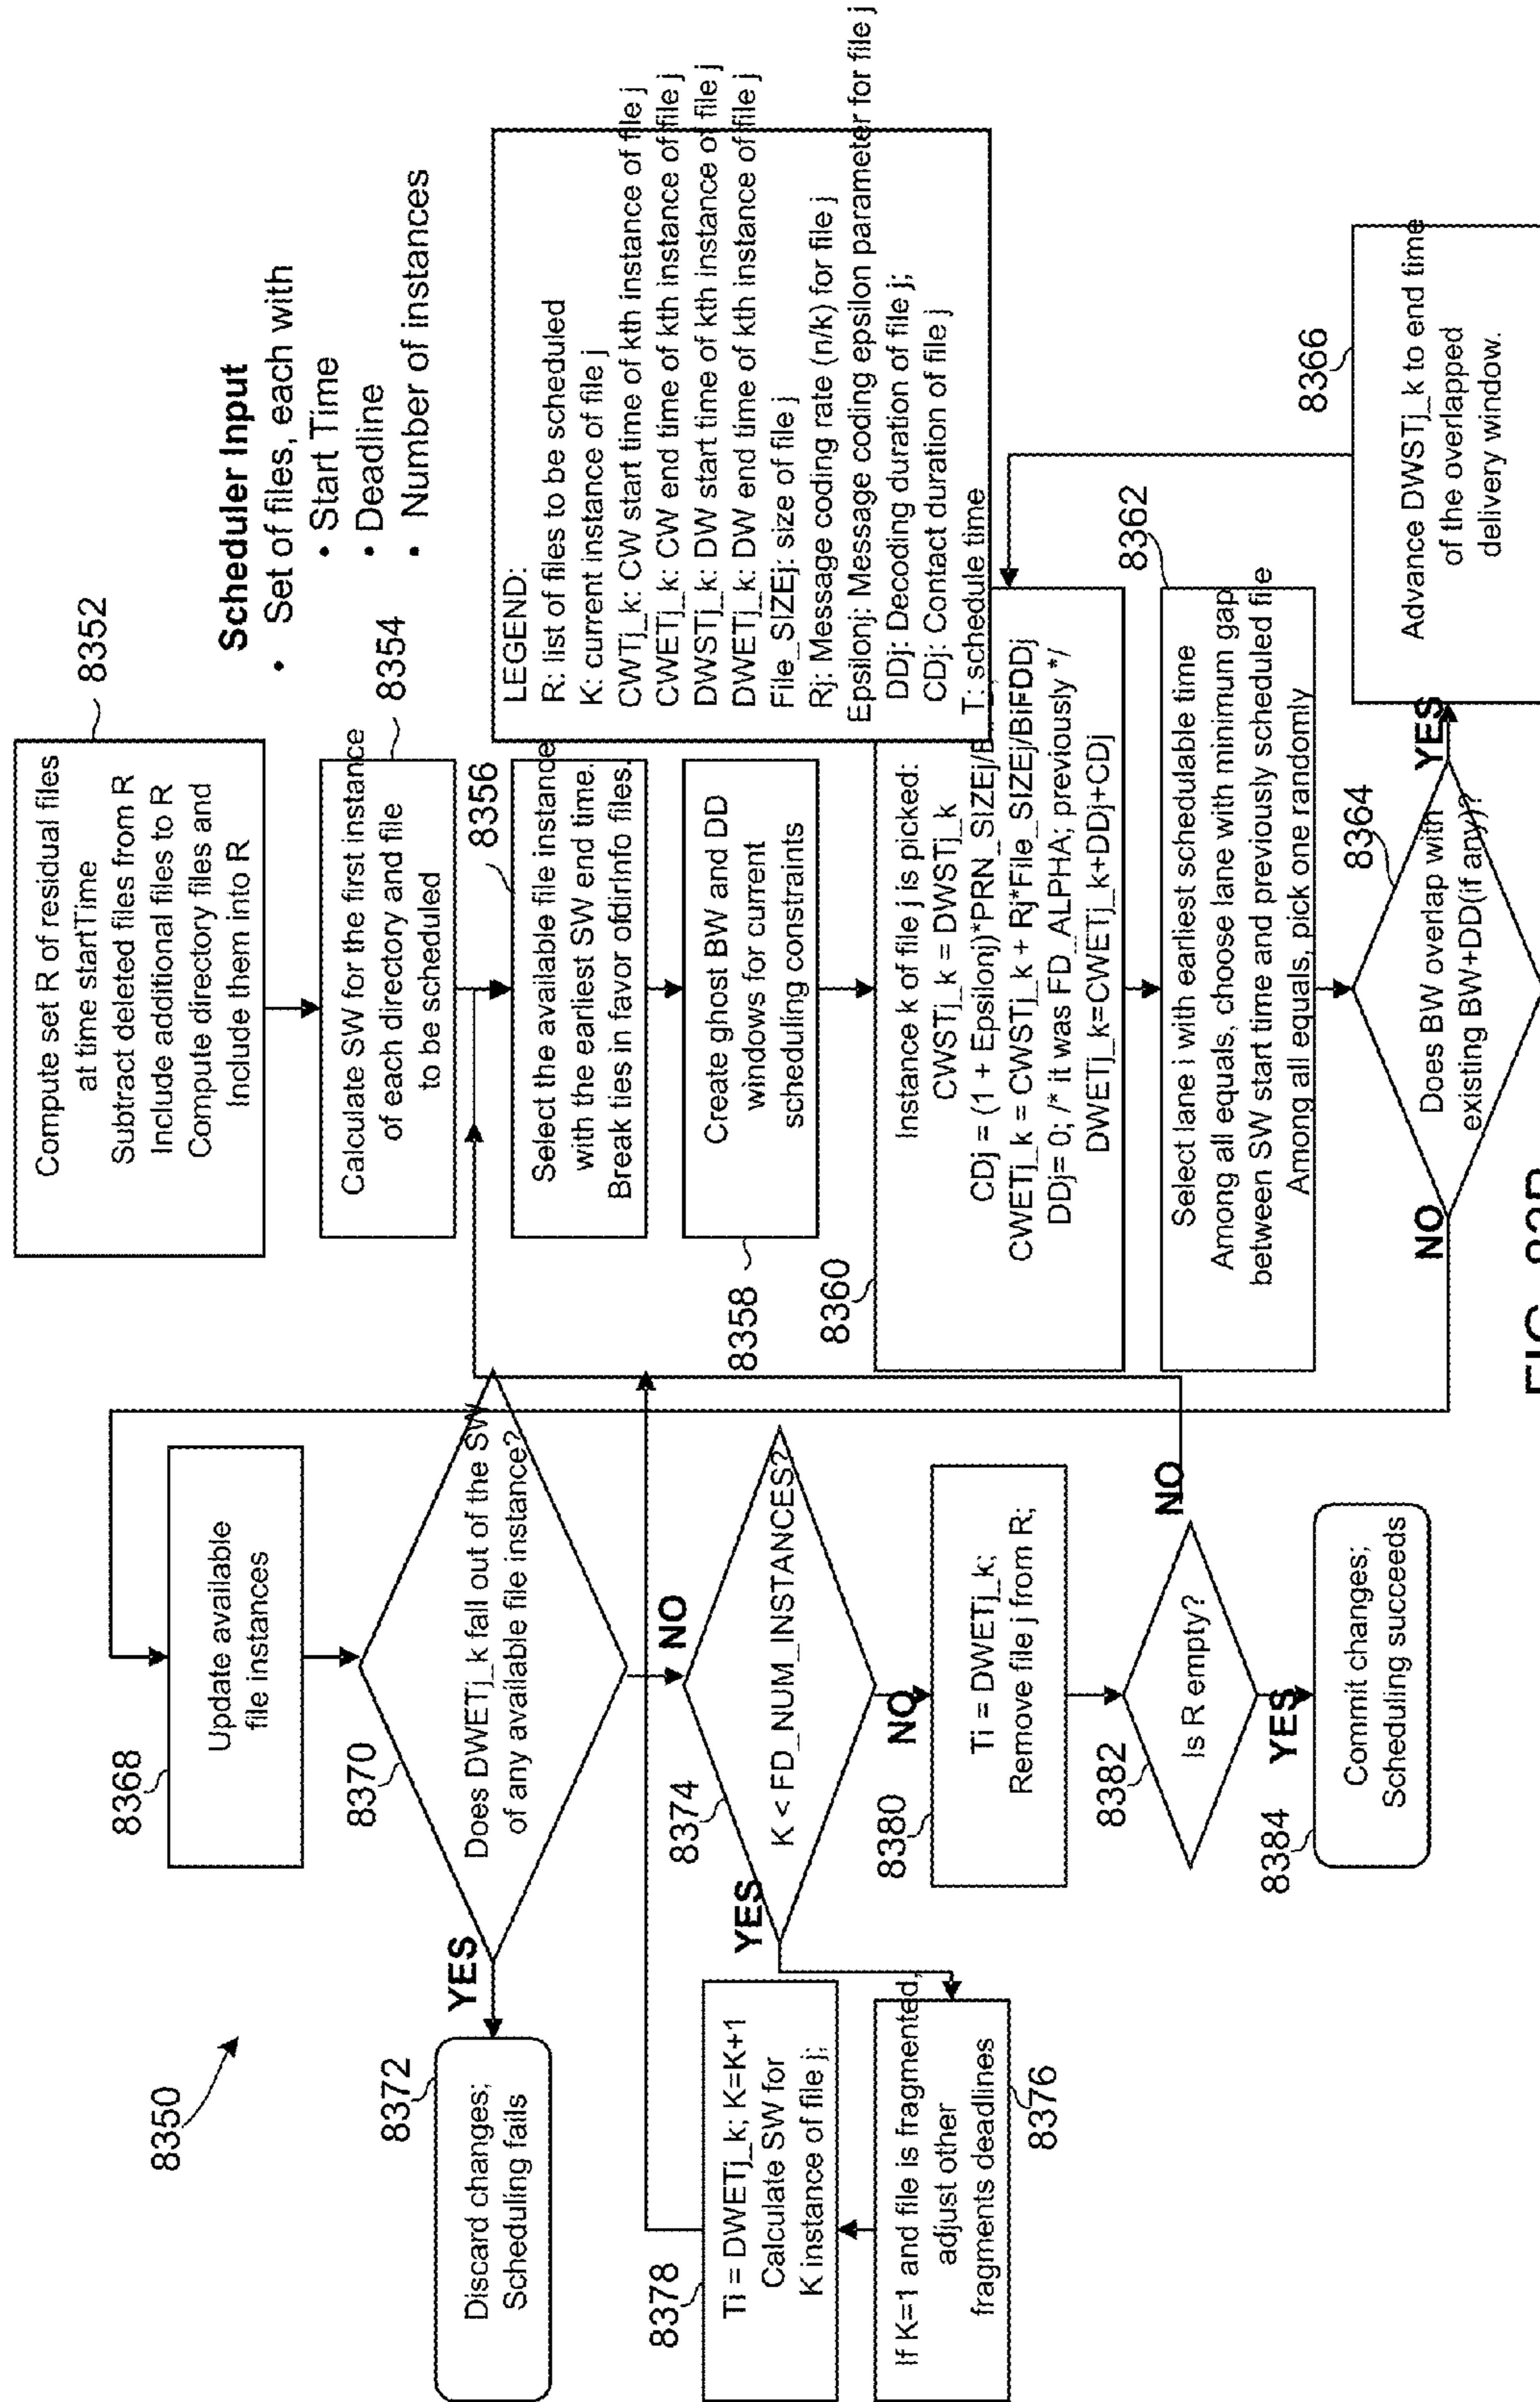 8350
8352
Compute set R of residual files
at time startTime
Subtract deleted files from R
Include additional files to R
Compute directory files and
Include them into R
Scheduler Input
• Set of files, each with
• Start Time
• Deadline
• Number of instances
8354
Calculate SW for the first instance
of each directory and file
to be scheduled
8356
Select the available file instance
with the earliest SW end time.
Break ties in favor ofdirInfo files.
8358
Create ghost BW and DD
windows for current
scheduling constraints
LEGEND:
R: list of files to be scheduled
K: current instance of file j
CWTj_k: CW start time of kth instance of file j
CWETj_k: CW end time of kth instance of file j
DWSTj_k: DW start time of kth instance of file j
DWETj_k: DW end time of kth instance of file j
File_SIZEj: size of file j
Rj: Message coding rate (n/k) for file j
Epsilonj: Message coding epsilon parameter for file j
DDj: Decoding duration of file j;
CDj: Contact duration of file j
T: schedule time
8360
Instance k of file j is picked:
CWSTj_k = DWSTj_k
CDj = (1 + Epsilonj)*PRN_SIZEj/B
CWETj_k = CWSTj_k + Rj*File_SIZEj/BiFDDj
DDj= 0; /* it was FD_ALPHA; previously */
DWETj_k=CWETj_k+DDj+CDj
8362
Select lane i with earliest schedulable time
Among all equals, choose lane with minimum gap
between SW start time and previously scheduled file
Among all equals, pick one randomly
8364
Does BW overlap with
existing BW+DD(if any)?
YES
NO
8366
Advance DWSTj_k to end time
of the overlapped
delivery window.
8368
Update available
file instances
8370
Does DWETj_k fall out of the SW
of any available file instance?
YES
NO
8372
Discard changes;
Scheduling fails
8374
K < FD_NUM_INSTANCES?
YES
NO
8376
If K=1 and file is fragmented,
adjust other
fragments deadlines
8378
Ti = DWETj_k; K=K+1
Calculate SW for
K instance of file j;
8380
Ti = DWETj_k;
Remove file j from R;
8382
Is R empty?
NO
YES
8384
Commit changes;
Scheduling succeeds